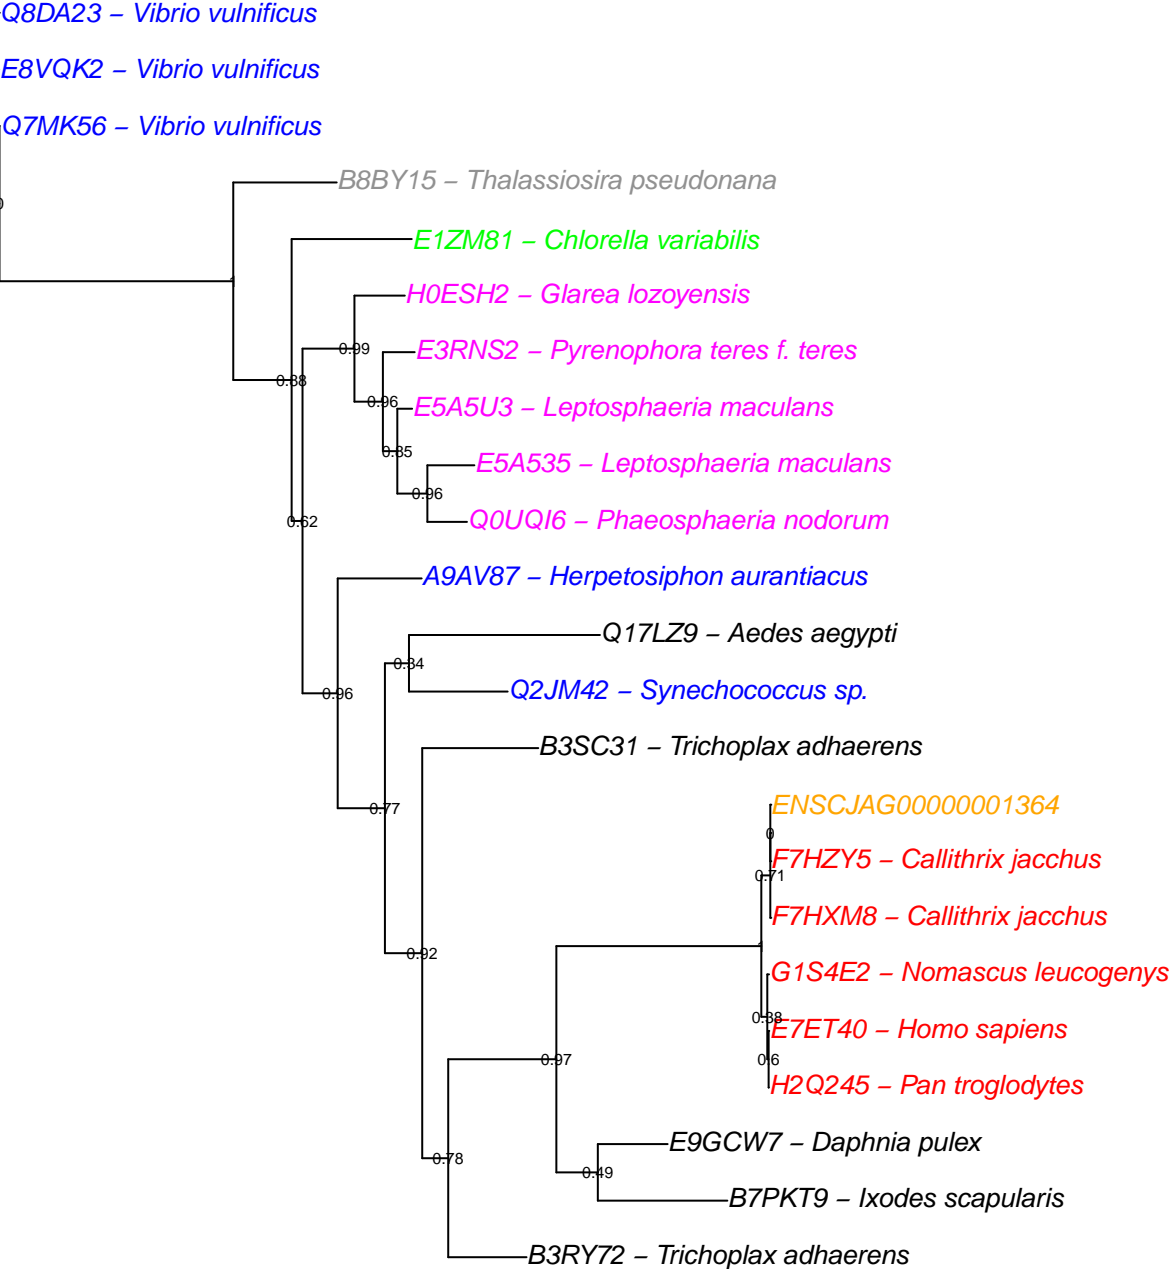 Q8DA23 – Vibrio vulnificus
E8VQK2 – Vibrio vulnificus
Q7MK56 – Vibrio vulnificus
B8BY15 – Thalassiosira pseudonana
0
E1ZM81 – Chlorella variabilis
1
H0ESH2 – Glarea lozoyensis
0.99
E3RNS2 – Pyrenophora teres f. teres
0.88
0.96
E5A5U3 – Leptosphaeria maculans
0.85
E5A535 – Leptosphaeria maculans
0.96
0.62
Q0UQI6 – Phaeosphaeria nodorum
A9AV87 – Herpetosiphon aurantiacus
Q17LZ9 – Aedes aegypti
0.84
0.96
Q2JM42 – Synechococcus sp.
B3SC31 – Trichoplax adhaerens
0.77
ENSCJAG00000001364
0
F7HZY5 – Callithrix jacchus
0.71
F7HXM8 – Callithrix jacchus
1
0.92
G1S4E2 – Nomascus leucogenys
0.88
E7ET40 – Homo sapiens
0.97
0.6
H2Q245 – Pan troglodytes
E9GCW7 – Daphnia pulex
0.78
0.49
B7PKT9 – Ixodes scapularis
B3RY72 – Trichoplax adhaerens